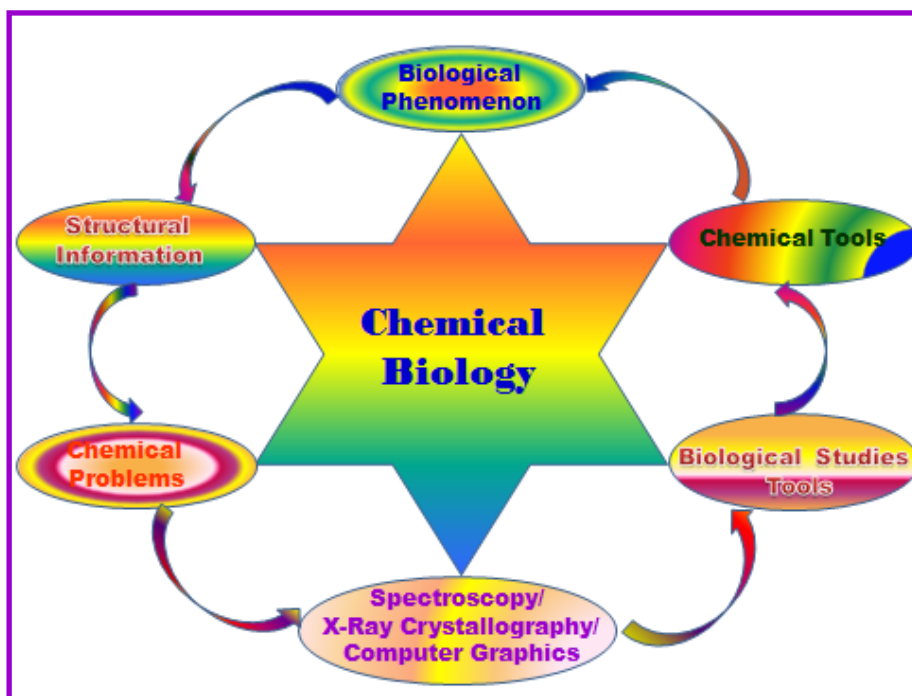 Biological
Phenomenon
Structural
Information
Chemical Tools
Chemical
Biology
Chemical
Problems
Biological Studies
Tools
Spectroscopy/
X-Ray Crystallography/
Computer Graphics